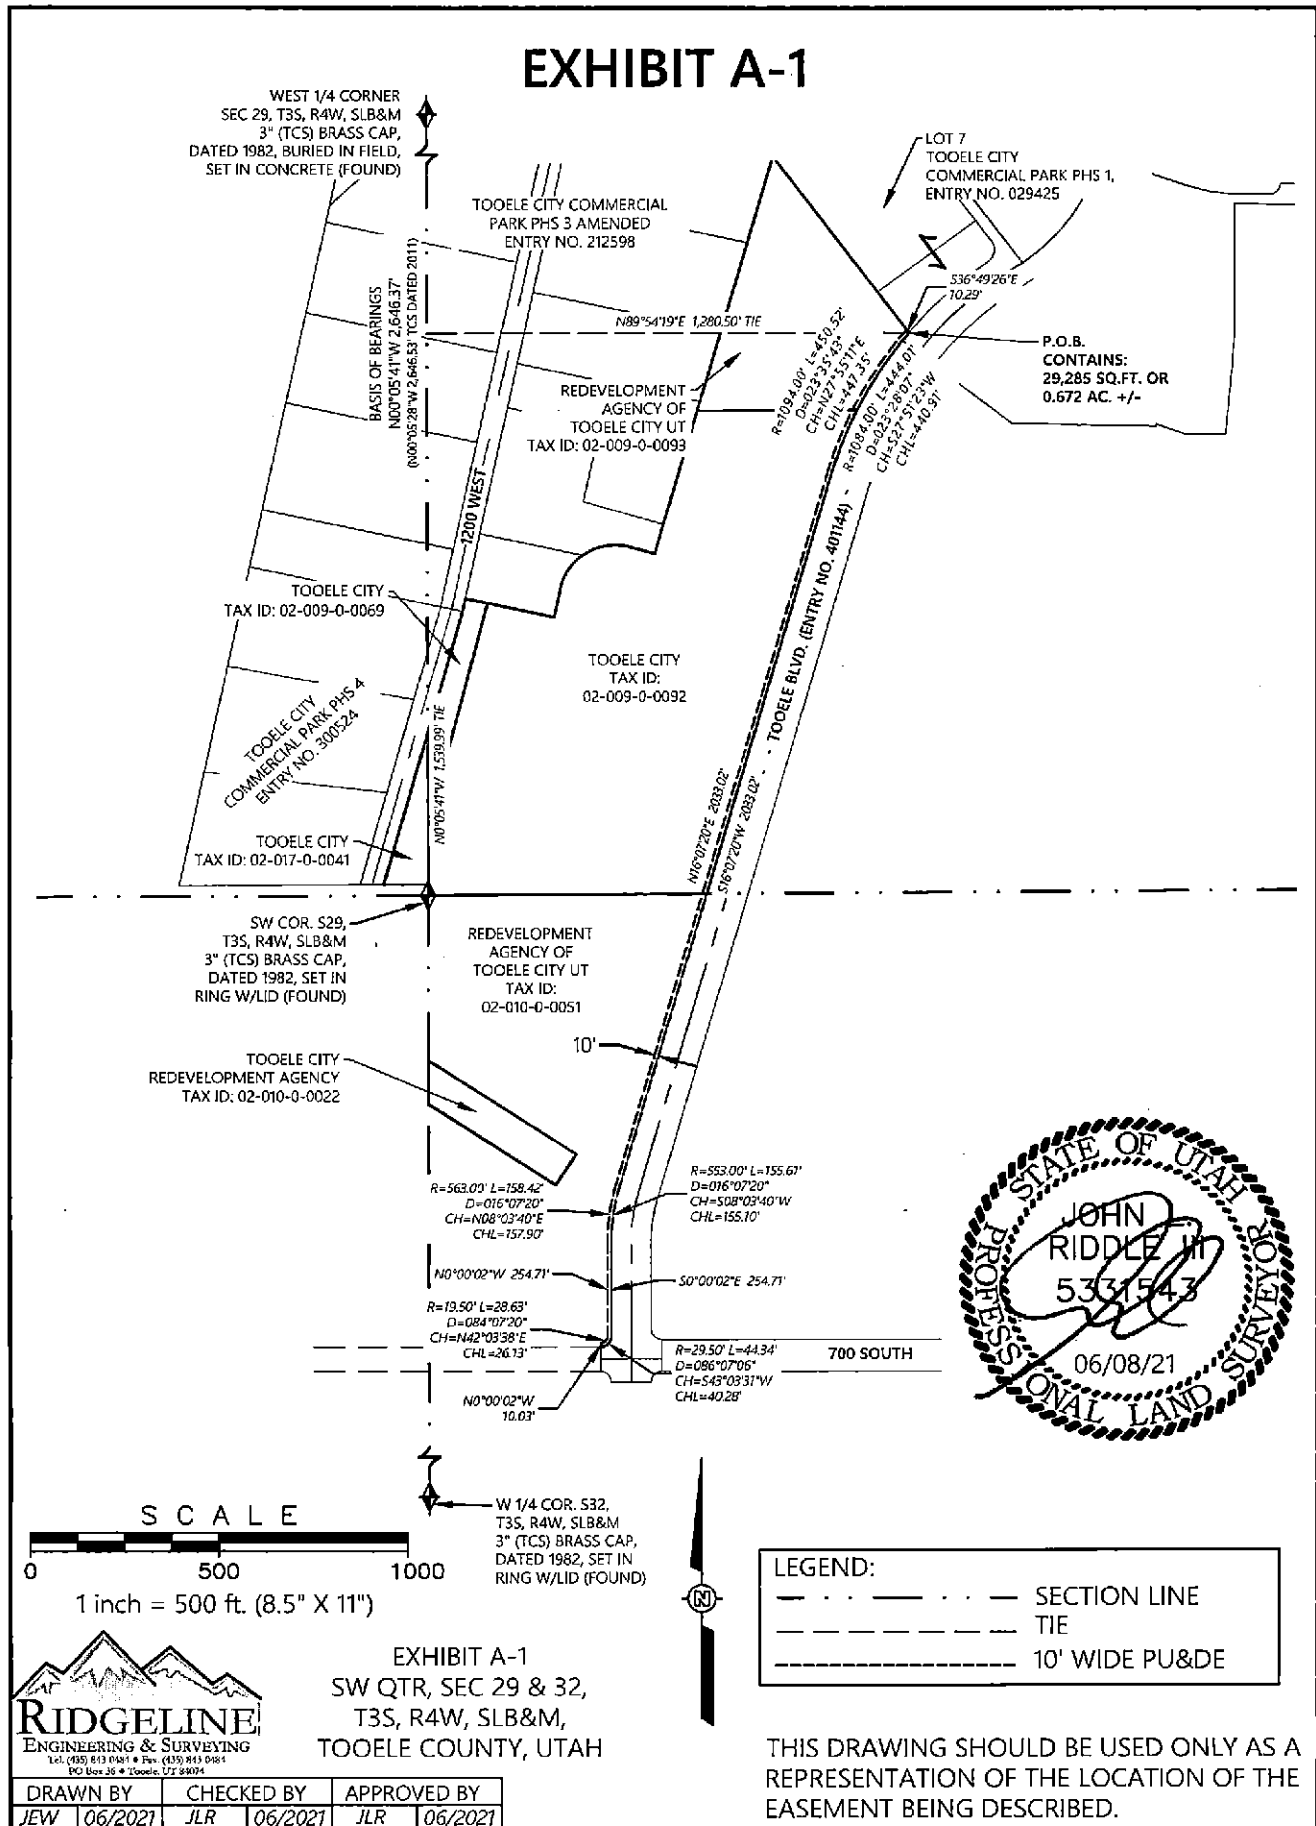 EXHIBIT A-1
WEST 1/4 CORNER
SEC 29, T3S, R4W, SLB&M
3" (TCS) BRASS CAP,
DATED 1982, BURIED IN FIELD,
SET IN CONCRETE (FOUND)
LOT 7
TOOELE CITY
COMMERCIAL PARK PHS 1,
ENTRY NO. 029425
TOOELE CITY COMMERCIAL
PARK PHS 3 AMENDED
ENTRY NO. 212598
BASIS OF BEARINGS
N00°05'41"W 2,646.37'
(N00°05'28"W 2,646.53' TCS DATED 2011)
S36°49'26"E
10.29'
N89°54'19"E 1,280.50' TIE
P.O.B.
CONTAINS:
29,285 SQ.FT. OR
0.672 AC. +/-
R=1094.00' L=450.52'
D=023°35'43"
CH=N27°55'11"E
CHL=447.35'
R=1084.00' L=444.01'
D=023°28'07"
CH=S27°51'23"W
CHL=440.91'
REDEVELOPMENT
AGENCY OF
TOOELE CITY UT
TAX ID: 02-009-0-0093
1200 WEST
TOOELE BLVD. (ENTRY NO. 401144)
TOOELE CITY
TAX ID: 02-009-0-0069
TOOELE CITY
TAX ID:
02-009-0-0092
TOOELE CITY
COMMERCIAL PARK PHS 4
ENTRY NO. 300524
N0°05'41"W 1,539.99' TIE
N16°07'20"E 2033.02'
S16°07'20"W 2033.02'
TOOELE CITY
TAX ID: 02-017-0-0041
SW COR. S29,
T3S, R4W, SLB&M
3" (TCS) BRASS CAP,
DATED 1982, SET IN
RING W/LID (FOUND)
REDEVELOPMENT
AGENCY OF
TOOELE CITY UT
TAX ID:
02-010-0-0051
10'
TOOELE CITY
REDEVELOPMENT AGENCY
TAX ID: 02-010-0-0022
R=563.00' L=158.42'
D=016°07'20"
CH=N08°03'40"E
CHL=157.90'
R=553.00' L=155.61'
D=016°07'20"
CH=S08°03'40"W
CHL=155.10'
N0°00'02"W 254.71'
S0°00'02"E 254.71'
R=19.50' L=28.63'
D=084°07'20"
CH=N42°03'38"E
CHL=26.13'
R=29.50' L=44.34'
D=086°07'06"
CH=S43°03'31"W
CHL=40.28'
700 SOUTH
N0°00'02"W
10.03'
STATE OF UTAH
JOHN
RIDDLE III
5331543
06/08/21
LAND SURVEYOR
W 1/4 COR. S32,
T3S, R4W, SLB&M
3" (TCS) BRASS CAP,
DATED 1982, SET IN
RING W/LID (FOUND)
SCALE
0 500 1000
1 inch = 500 ft. (8.5" X 11")
N
LEGEND:
SECTION LINE
TIE
10' WIDE PU&DE
RIDGELINE
ENGINEERING & SURVEYING
Tel. (435) 843 0484 • Fax. (435) 843 0484
PO Box 36 • Tooele, UT 84074
EXHIBIT A-1
SW QTR, SEC 29 & 32,
T3S, R4W, SLB&M,
TOOELE COUNTY, UTAH
DRAWN BY CHECKED BY APPROVED BY
JEW 06/2021 JLR 06/2021 JLR 06/2021
THIS DRAWING SHOULD BE USED ONLY AS A
REPRESENTATION OF THE LOCATION OF THE
EASEMENT BEING DESCRIBED.